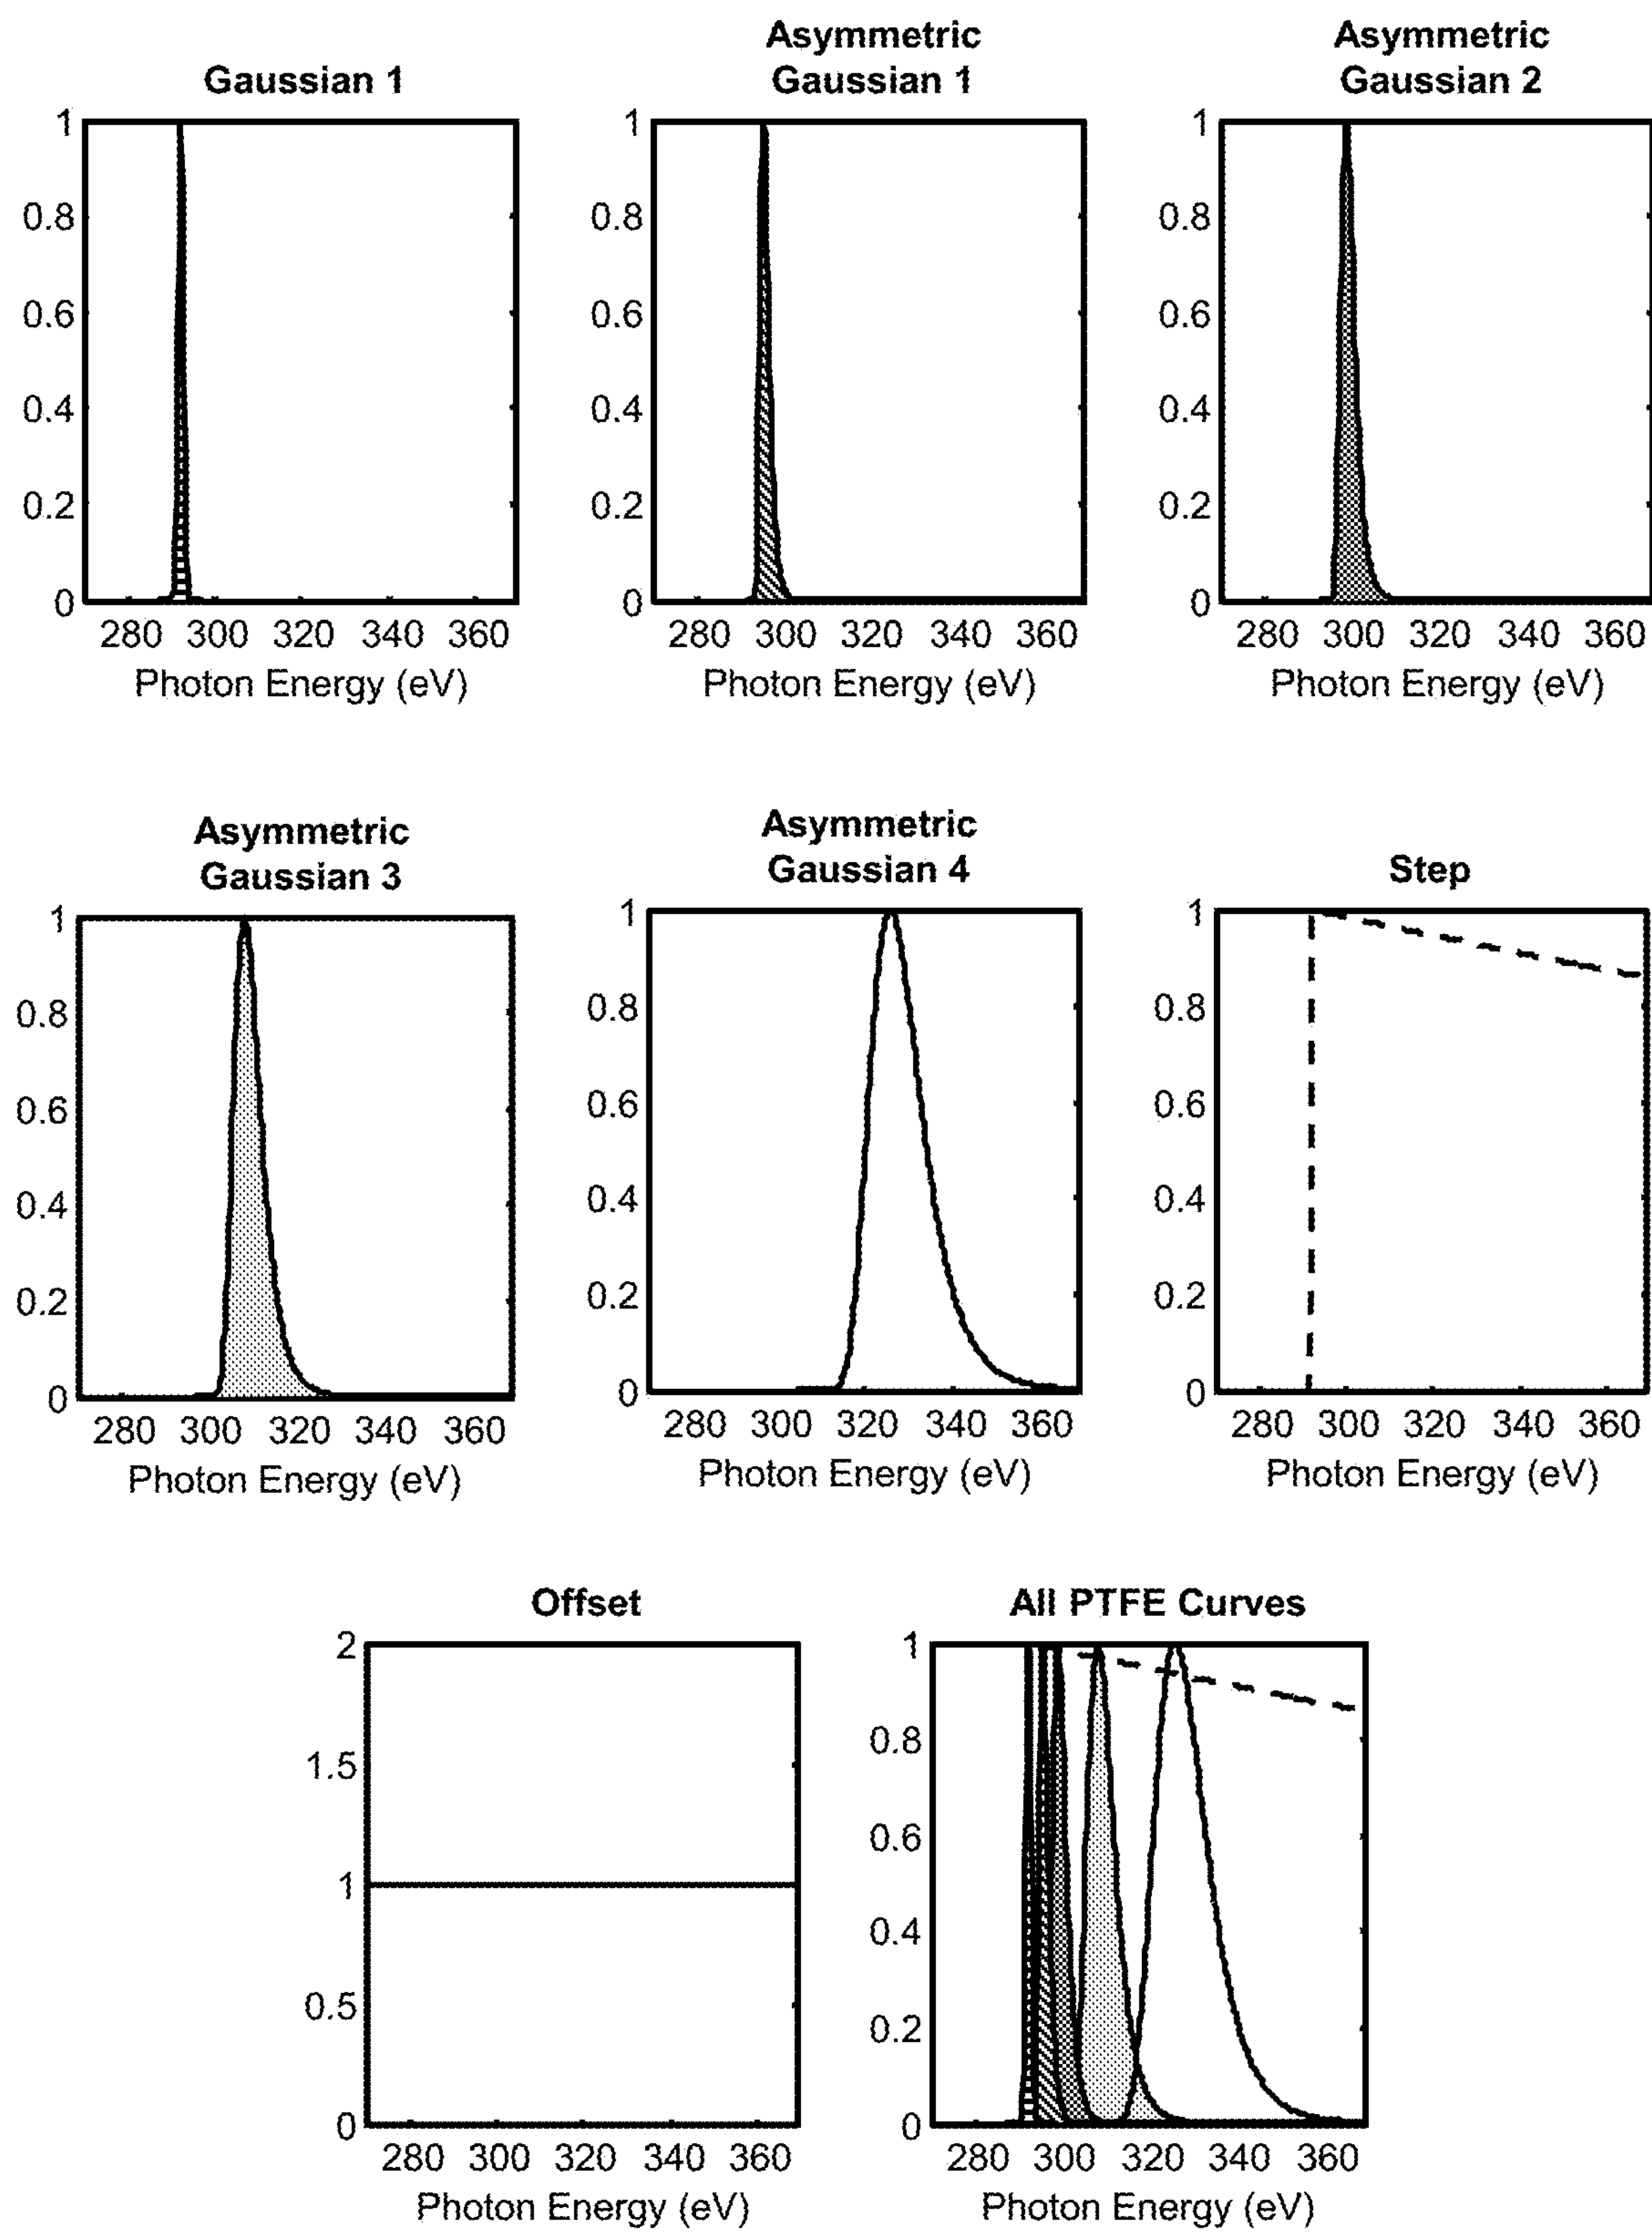 Gaussian 1
Asymmetric
Gaussian 1
Asymmetric
Gaussian 2
1
0.8
0.6
0.4
0.2
0
280 300 320 340 360
Photon Energy (eV)
1
0.8
0.6
0.4
0.2
0
280 300 320 340 360
Photon Energy (eV)
1
0.8
0.6
0.4
0.2
0
280 300 320 340 360
Photon Energy (eV)
Asymmetric
Gaussian 3
1
0.8
0.6
0.4
0.2
0
280 300 320 340 360
Photon Energy (eV)
Asymmetric
Gaussian 4
1
0.8
0.6
0.4
0.2
0
280 300 320 340 360
Photon Energy (eV)
Step
1
0.8
0.6
0.4
0.2
0
280 300 320 340 360
Photon Energy (eV)
Offset
2
1.5
1
0.5
0
280 300 320 340 360
Photon Energy (eV)
All PTFE Curves
1
0.8
0.6
0.4
0.2
0
280 300 320 340 360
Photon Energy (eV)